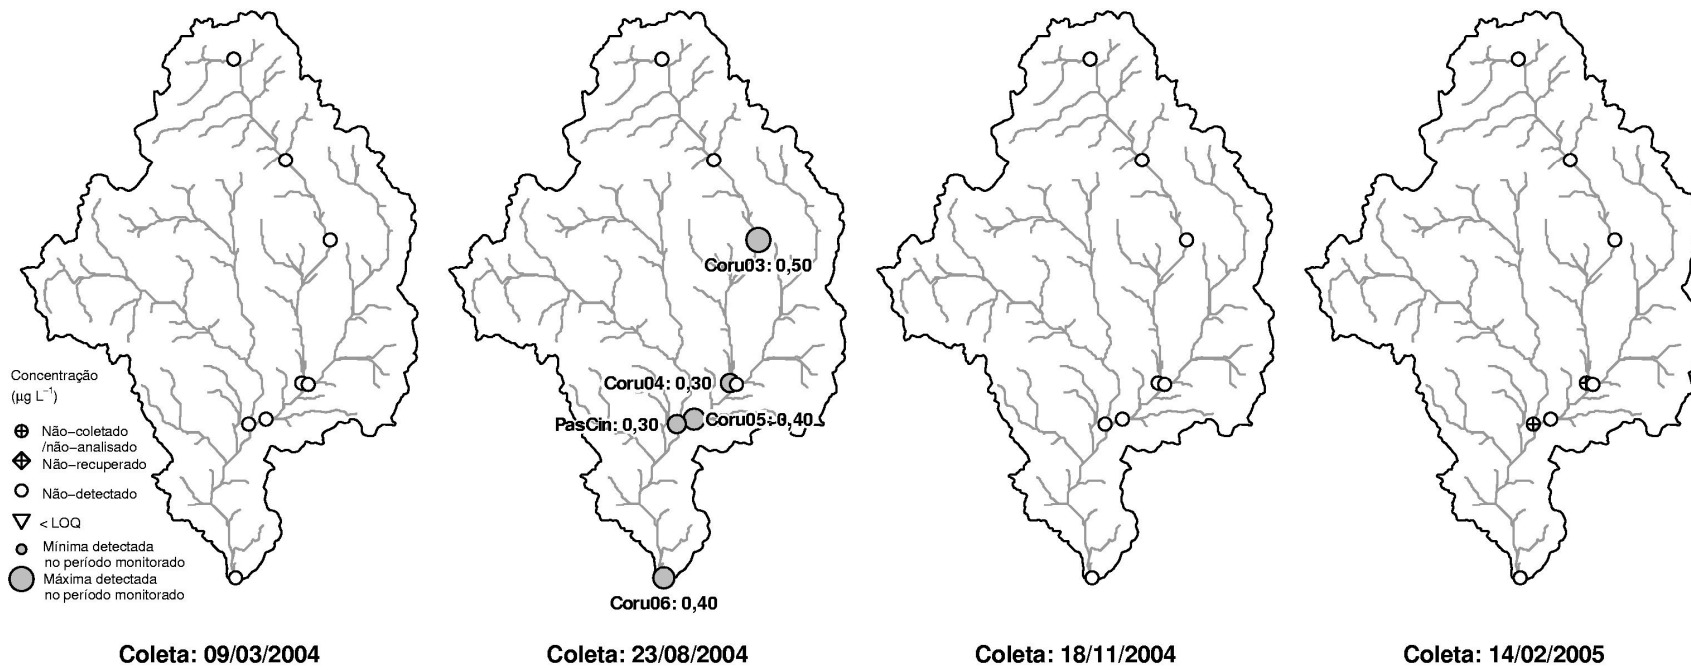 Coru03: 0,50
Coru04: 0,30
PasCin: 0,30
Coru05: 0,40
Coru06: 0,40
Concentração
(µg L⁻¹)
Não−coletado
/não−analisado
Não−recuperado
Não−detectado
< LOQ
Mínima detectada
no período monitorado
Máxima detectada
no período monitorado
Coleta: 09/03/2004
Coleta: 23/08/2004
Coleta: 18/11/2004
Coleta: 14/02/2005